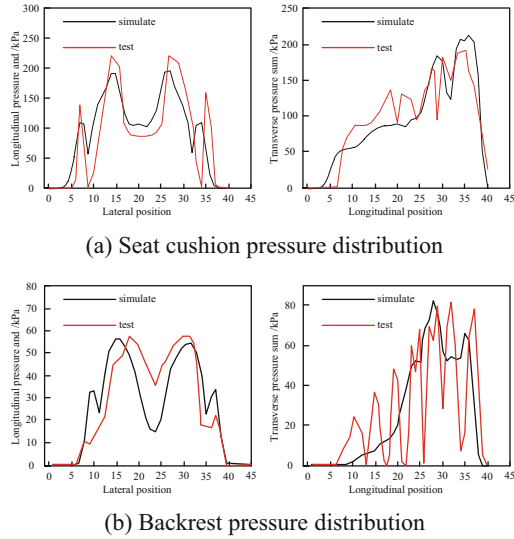 (a)
simulate
test
Longitudinal pressure and /kPa
300
250
200
150
100
50
0
0 5 10 15 20 25 30 35 40 45
Lateral position
simulate
test
Transverse pressure sum /kPa
250
200
150
100
50
0
0 5 10 15 20 25 30 35 40 45
Longitudinal position
(a) Seat cushion pressure distribution
(b)
simulate
test
Longitudinal pressure and /kPa
80
70
60
50
40
30
20
10
0
0 5 10 15 20 25 30 35 40 45
Lateral position
simulate
test
Transverse pressure sum /kPa
80
60
40
20
0
0 5 10 15 20 25 30 35 40 45
Longitudinal position
(b) Backrest pressure distribution